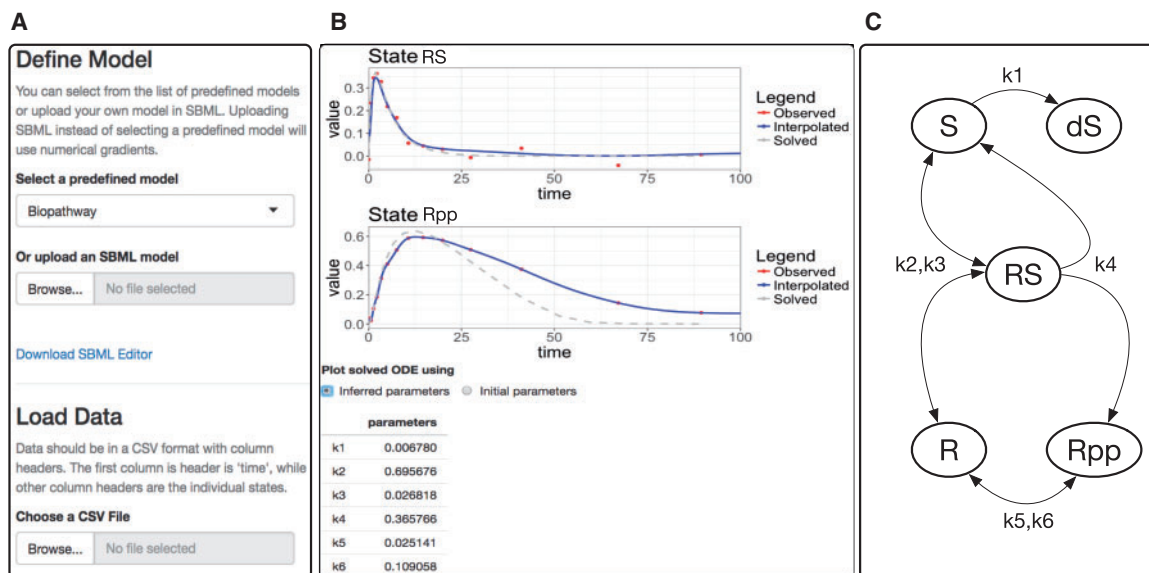 A
Define Model
You can select from the list of predefined models
or upload your own model in SBML. Uploading
SBML instead of selecting a predefined model will
use numerical gradients.
Select a predefined model
Biopathway
Or upload an SBML model
Browse... No file selected
Download SBML Editor
Load Data
Data should be in a CSV format with column
headers. The first column is header is 'time', while
other column headers are the individual states.
Choose a CSV File
Browse... No file selected
B
State RS
value
0.3
0.2
0.1
0.0
0 25 50 75 100
time
Legend
Observed
Interpolated
Solved
State Rpp
value
0.6
0.4
0.2
0.0
0 25 50 75 100
time
Legend
Observed
Interpolated
Solved
Plot solved ODE using
Inferred parameters Initial parameters
parameters
k1 0.006780
k2 0.695676
k3 0.026818
k4 0.365766
k5 0.025141
k6 0.109058
C
k1
S dS
k2,k3 RS k4
R Rpp
k5,k6